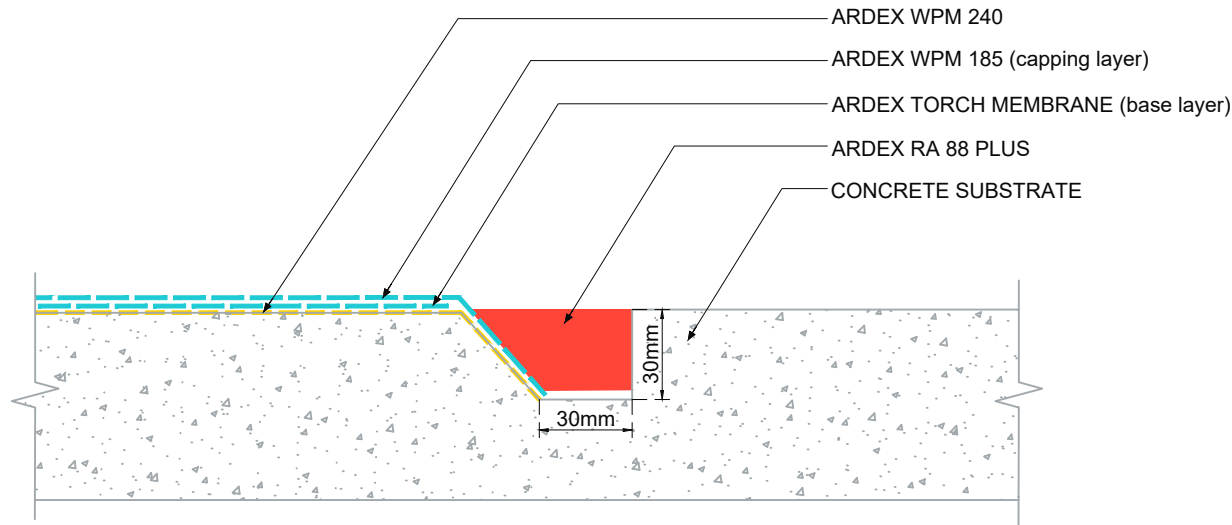 ARDEX WPM 240
ARDEX WPM 185 (capping layer)
ARDEX TORCH MEMBRANE (base layer)
ARDEX RA 88 PLUS
CONCRETE SUBSTRATE
30mm
30mm